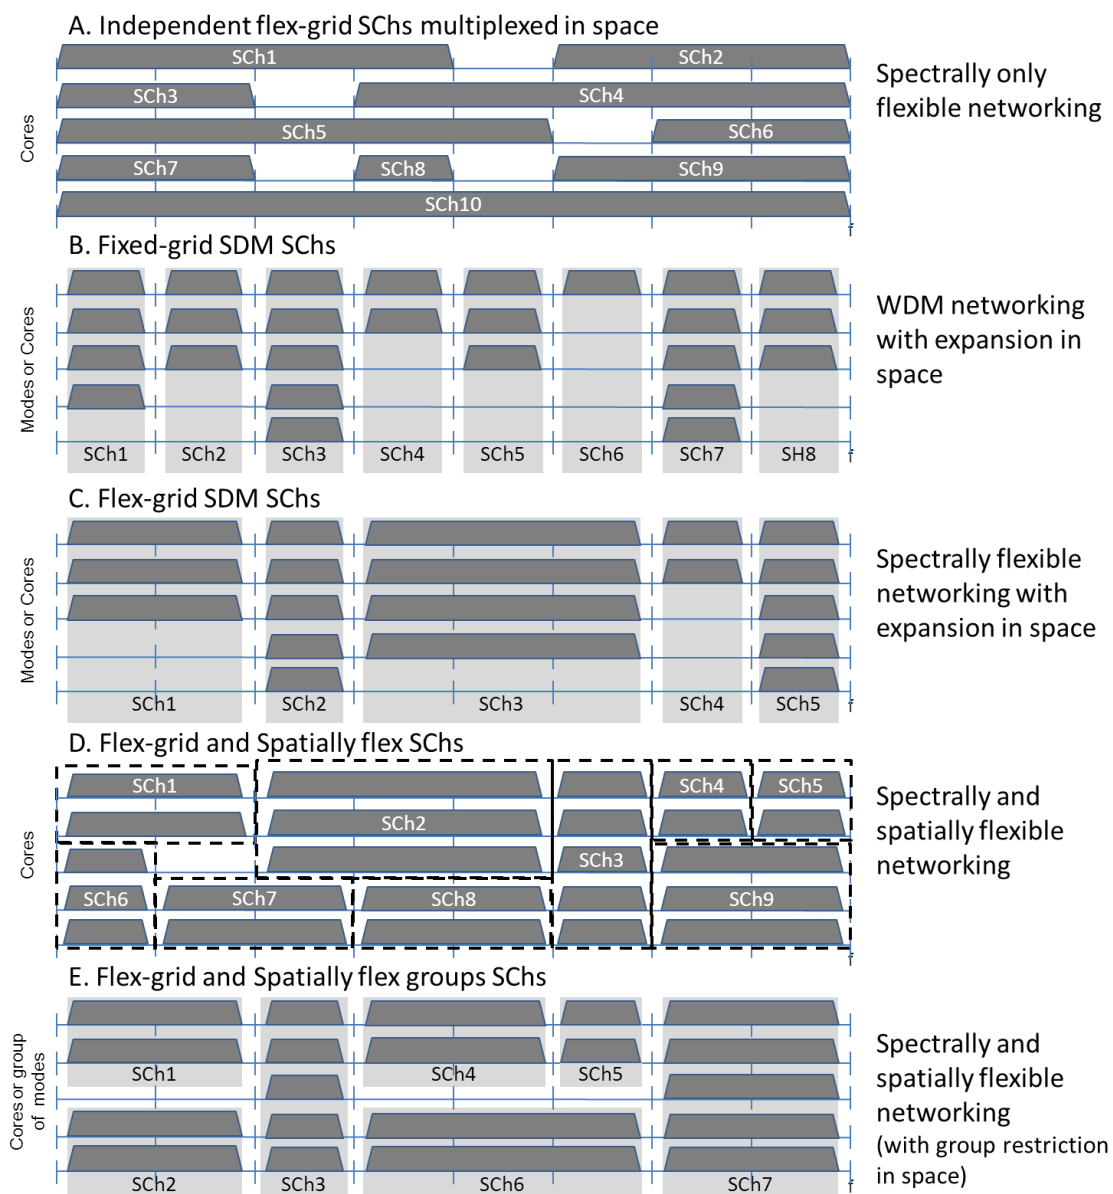 A. Independent flex-grid SChs multiplexed in space
SCh1
SCh2
SCh3
SCh4
SCh5
SCh6
SCh7
SCh8
SCh9
SCh10
Cores
f
Spectrally only
flexible networking
B. Fixed-grid SDM SChs
Modes or Cores
SCh1
SCh2
SCh3
SCh4
SCh5
SCh6
SCh7
SH8
f
WDM networking
with expansion in
space
C. Flex-grid SDM SChs
Modes or Cores
SCh1
SCh2
SCh3
SCh4
SCh5
f
Spectrally flexible
networking with
expansion in space
D. Flex-grid and Spatially flex SChs
SCh1
SCh4
SCh5
SCh2
Cores
SCh3
SCh6
SCh7
SCh8
SCh9
f
Spectrally and
spatially flexible
networking
E. Flex-grid and Spatially flex groups SChs
Cores or group
of modes
SCh1
SCh4
SCh5
SCh2
SCh3
SCh6
SCh7
f
Spectrally and
spatially flexible
networking
(with group restriction
in space)